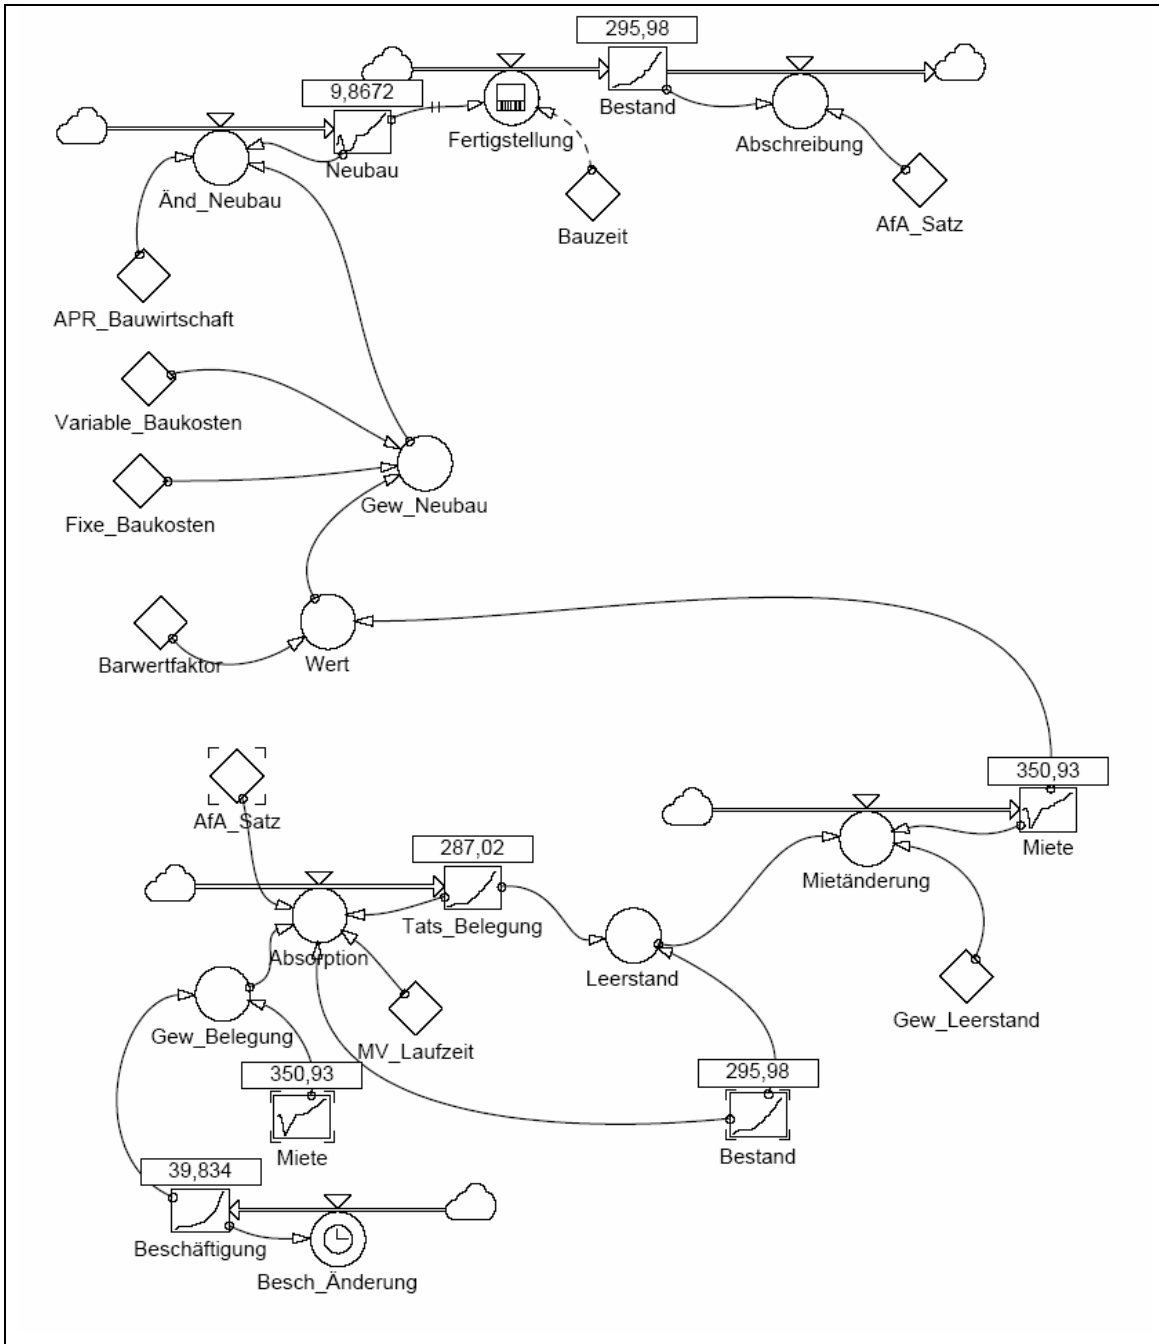 295,98
Bestand
9,8672
Neubau
Fertigstellung
Abschreibung
Änd_Neubau
Bauzeit
AfA_Satz
APR_Bauwirtschaft
Variable_Baukosten
Gew_Neubau
Fixe_Baukosten
Barwertfaktor
Wert
350,93
Miete
AfA_Satz
287,02
Tats_Belegung
Mietänderung
Absorption
Leerstand
Gew_Leerstand
Gew_Belegung
MV_Laufzeit
350,93
Miete
295,98
Bestand
39,834
Beschäftigung
Besch_Änderung